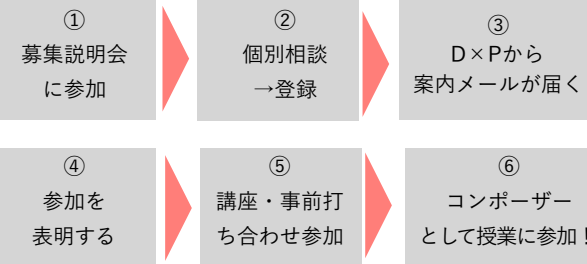 ①
募集説明会
に参加
②
個別相談
→登録
③
D×Pから
案内メールが届く
④
参加を
表明する
⑤
講座・事前打
ち合わせ参加
⑥
コンポーザー
として授業に参加！